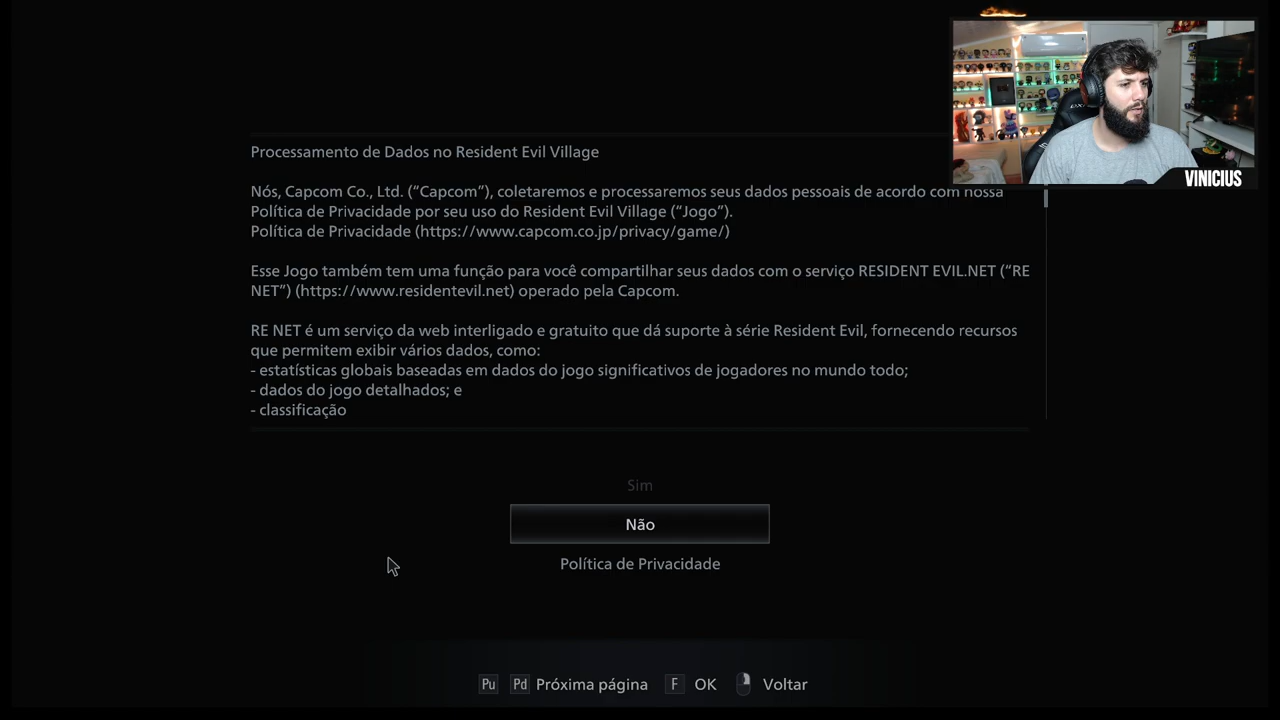 Processamento de Dados no Resident Evil Village
Nós, Capcom Co., Ltd. (“Capcom”), coletaremos e processaremos seus dados pessoais de acordo com nossa
Política de Privacidade por seu uso do Resident Evil Village (“Jogo”).
Política de Privacidade (https://www.capcom.co.jp/privacy/game/)
Esse Jogo também tem uma função para você compartilhar seus dados com o serviço RESIDENT EVIL.NET (“RE
NET”) (https://www.residentevil.net) operado pela Capcom.
RE NET é um serviço da web interligado e gratuito que dá suporte à série Resident Evil, fornecendo recursos
que permitem exibir vários dados, como:
- estatísticas globais baseadas em dados do jogo significativos de jogadores no mundo todo;
- dados do jogo detalhados; e
- classificação
Sim
Não
Política de Privacidade
Pu Pd Próxima página F OK Voltar
VINICIUS